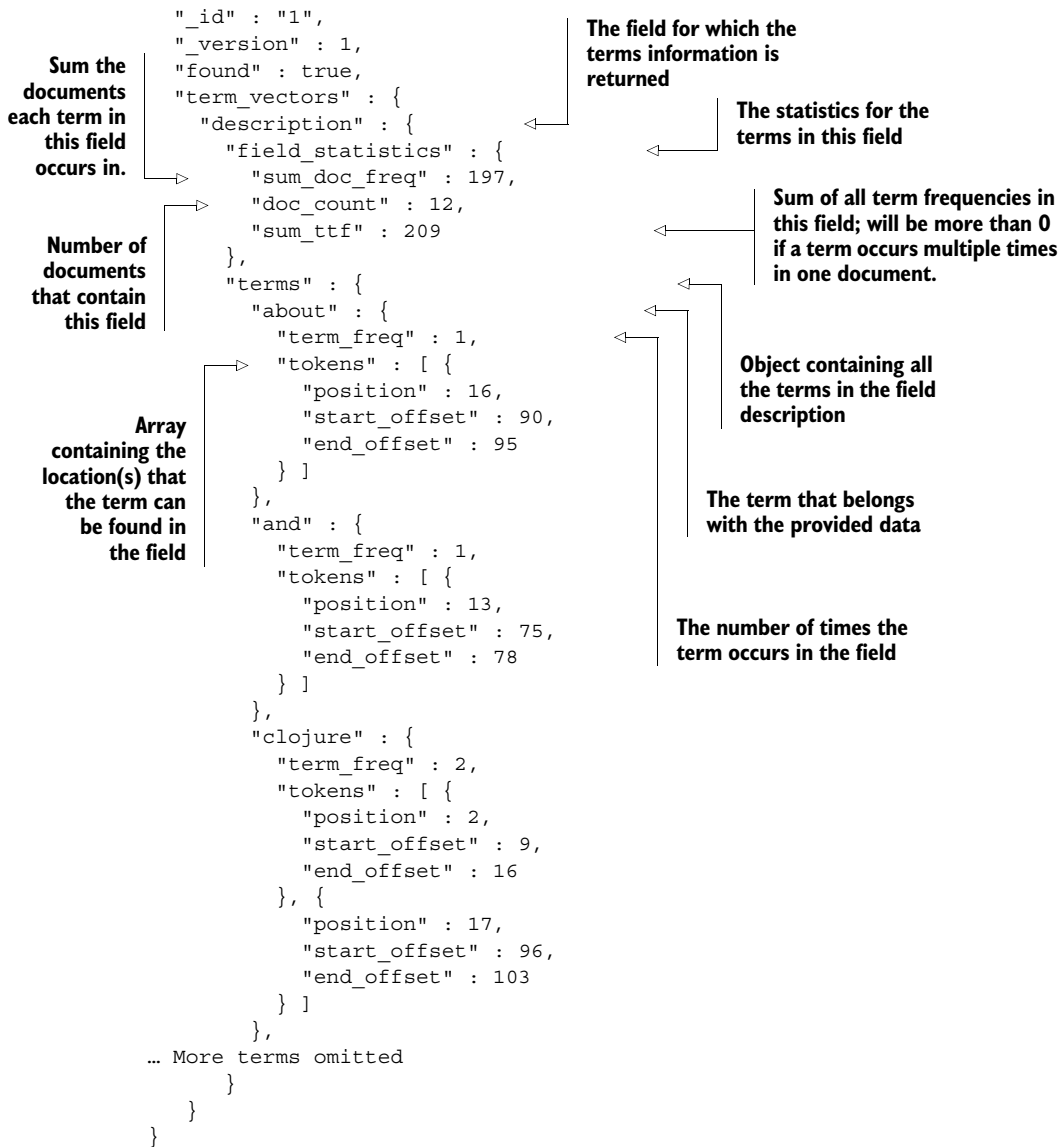 "_id" : "1",
"_version" : 1,
"found" : true,
"term_vectors" : {
"description" : {
"field_statistics" : {
"sum_doc_freq" : 197,
"doc_count" : 12,
"sum_ttf" : 209
},
"terms" : {
"about" : {
"term_freq" : 1,
"tokens" : [ {
"position" : 16,
"start_offset" : 90,
"end_offset" : 95
} ]
},
"and" : {
"term_freq" : 1,
"tokens" : [ {
"position" : 13,
"start_offset" : 75,
"end_offset" : 78
} ]
},
"clojure" : {
"term_freq" : 2,
"tokens" : [ {
"position" : 2,
"start_offset" : 9,
"end_offset" : 16
}, {
"position" : 17,
"start_offset" : 96,
"end_offset" : 103
} ]
},
… More terms omitted
}
}
}
Sum the
documents
each term in
this field
occurs in.
Number of
documents
that contain
this field
Array
containing the
location(s) that
the term can
be found in
the field
The field for which the
terms information is
returned
The statistics for the
terms in this field
Sum of all term frequencies in
this field; will be more than 0
if a term occurs multiple times
in one document.
Object containing all
the terms in the field
description
The term that belongs
with the provided data
The number of times the
term occurs in the field